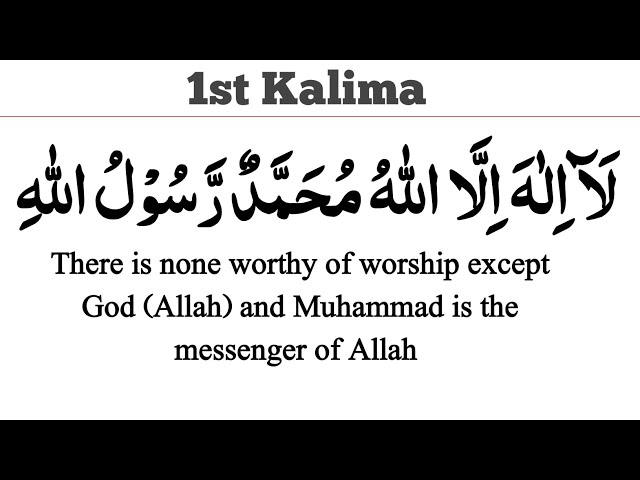 1st Kalima
لَآ اِلٰهَ اِلَّا اللّٰهُ مُحَمَّدٌ رَّسُوْلُ اللّٰهِ
There is none worthy of worship except
God (Allah) and Muhammad is the
messenger of Allah